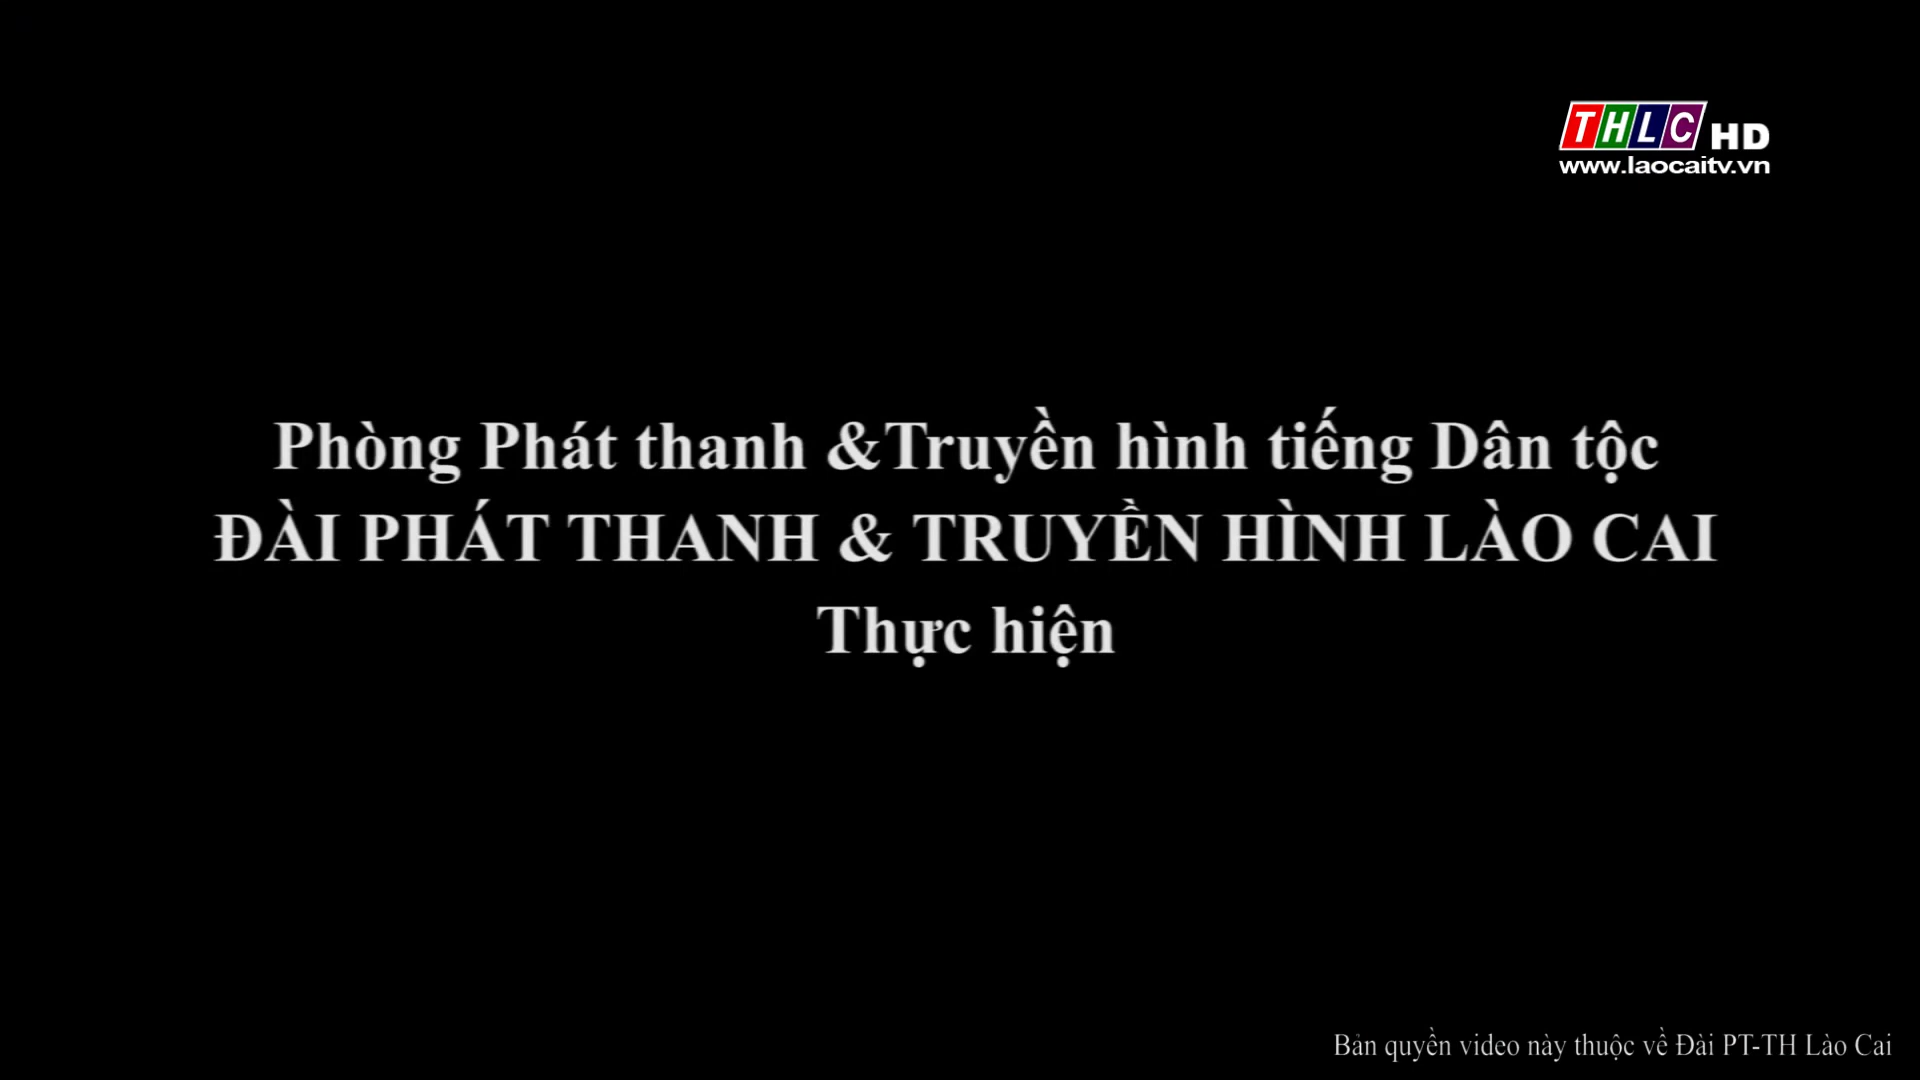 THLC HD
www.laocaitv.vn
Phòng Phát thanh &Truyền hình tiếng Dân tộc
ĐÀI PHÁT THANH & TRUYỀN HÌNH LÀO CAI
Thực hiện
Bản quyền video này thuộc về Đài PT-TH Lào Cai